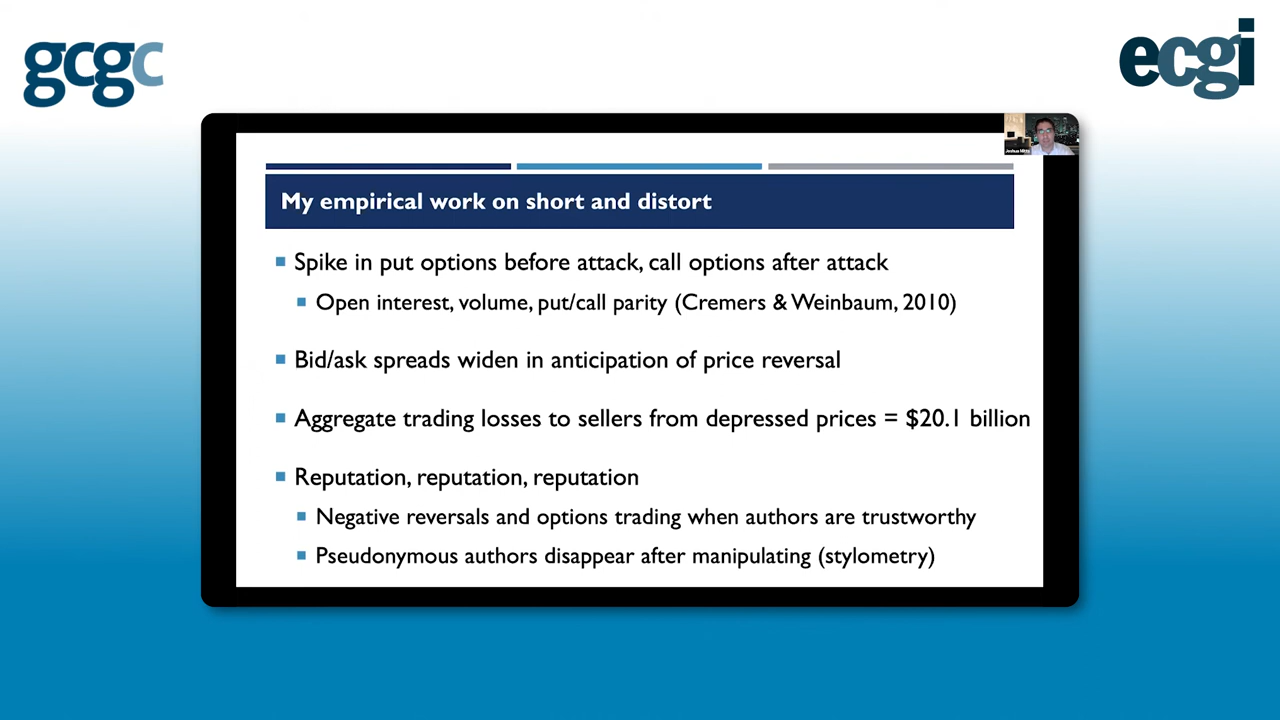 gcgc
ecgi
Joshua Mitts
My empirical work on short and distort
Spike in put options before attack, call options after attack
Open interest, volume, put/call parity (Cremers & Weinbaum, 2010)
Bid/ask spreads widen in anticipation of price reversal
Aggregate trading losses to sellers from depressed prices = $20.1 billion
Reputation, reputation, reputation
Negative reversals and options trading when authors are trustworthy
Pseudonymous authors disappear after manipulating (stylometry)